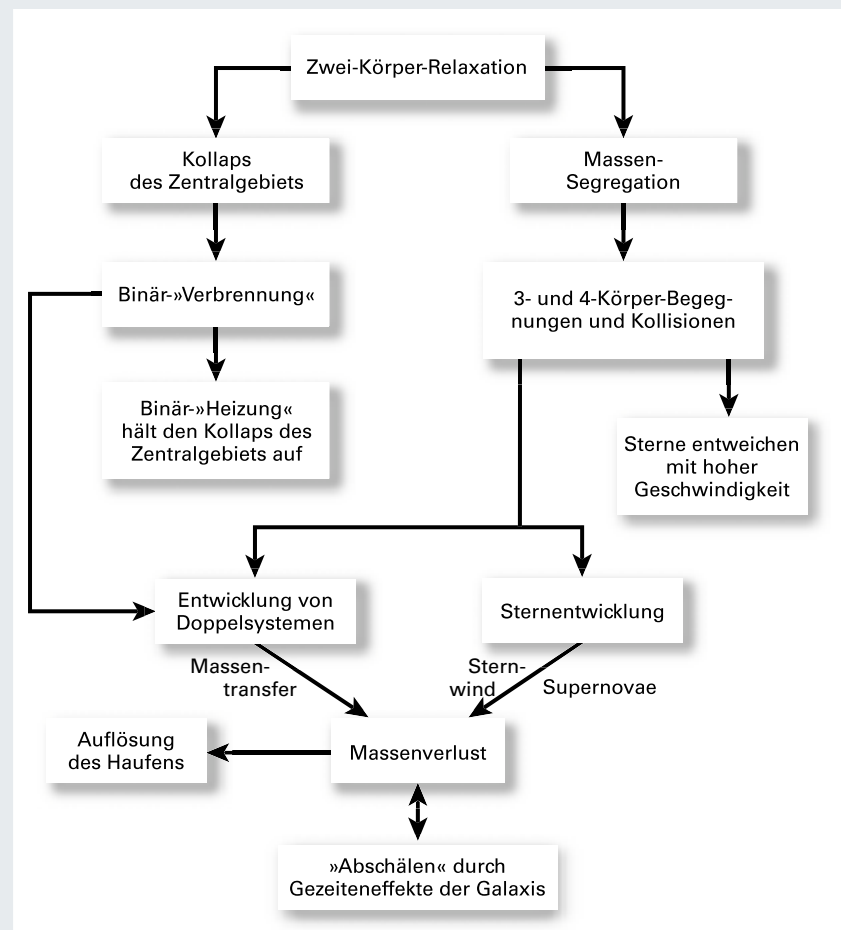 Zwei-Körper-Relaxation
Kollaps
des Zentralgebiets
Massen-
Segregation
Binär-»Verbrennung«
3- und 4-Körper-Begeg-
nungen und Kollisionen
Binär-»Heizung«
hält den Kollaps des
Zentralgebiets auf
Sterne entweichen
mit hoher
Geschwindigkeit
Entwicklung von
Doppelsystemen
Sternentwicklung
Massen-
transfer
Stern-
wind
Supernovae
Auflösung
des Haufens
Massenverlust
»Abschälen« durch
Gezeiteneffekte der Galaxis